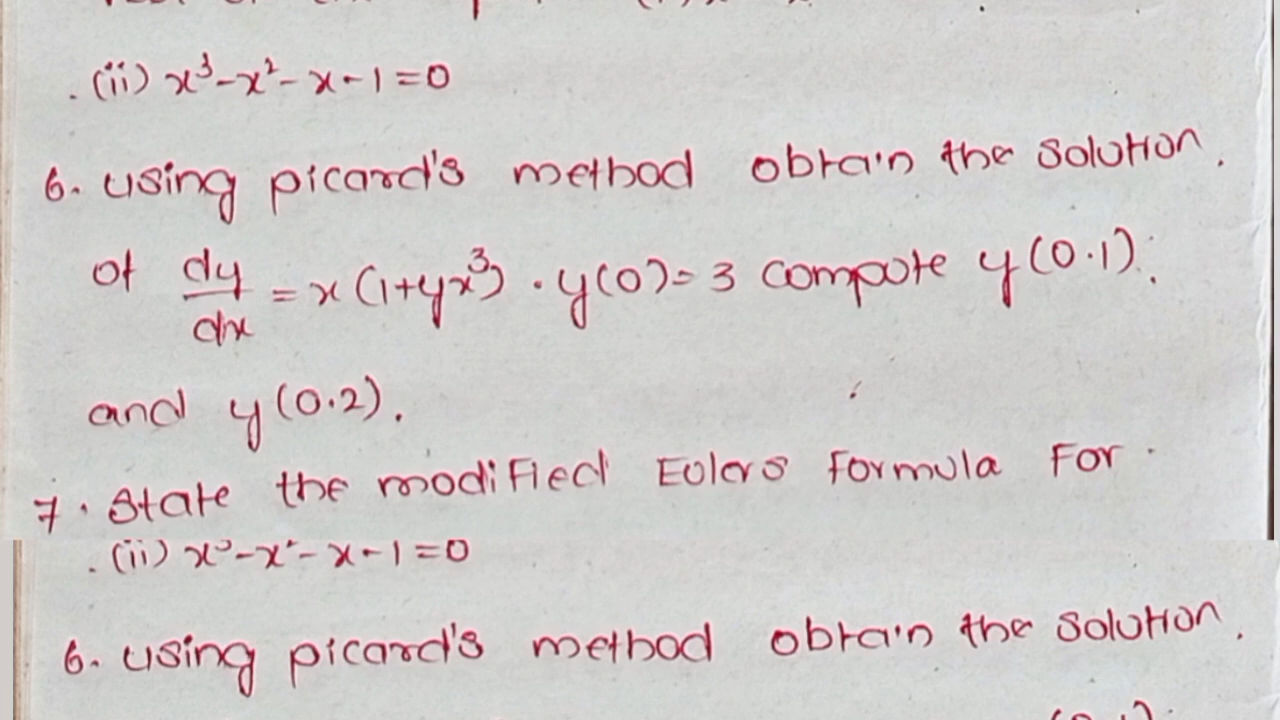 . (ii) x³-x²-x-1=0
6. using picard's method obtain the solution.
of dy/dx = x(1+yx³) . y(0)=3 compute y(0.1).
and y(0.2).
7. State the modified Eulers formula For
. (ii) x³-x²-x-1=0
6. using picard's method obtain the solution.